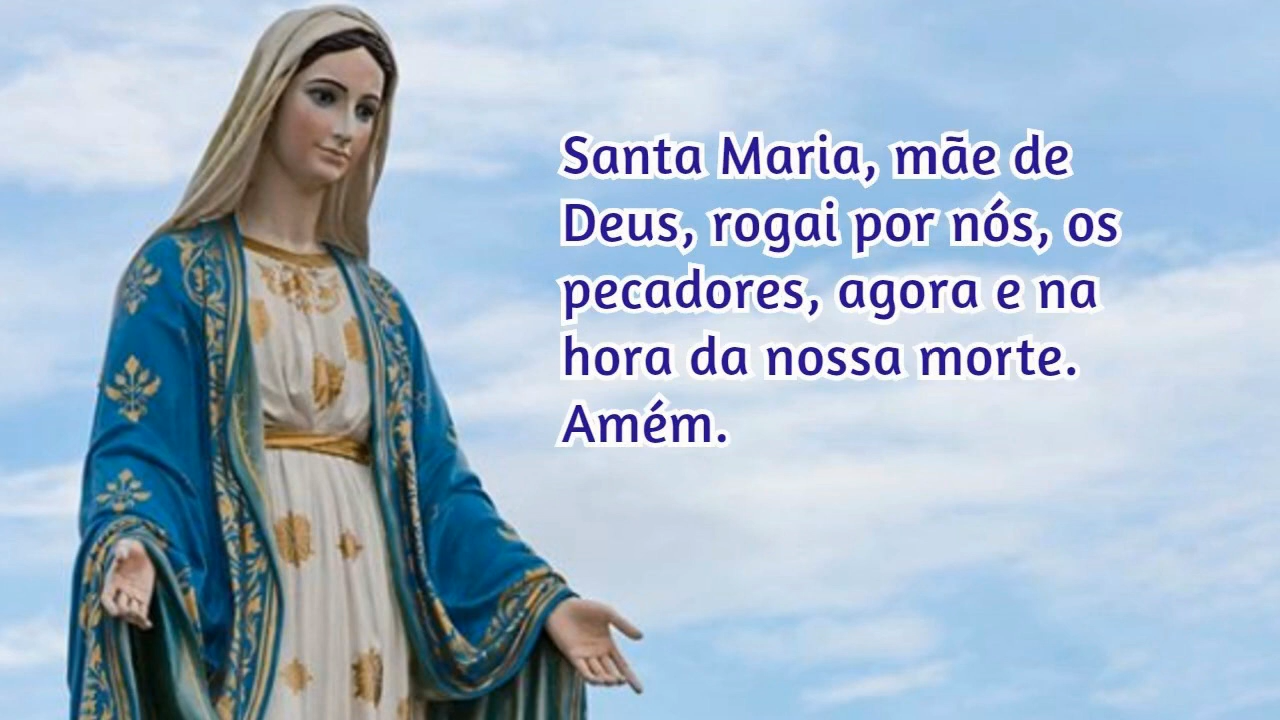 Santa Maria, mãe de
Deus, rogai por nós, os
pecadores, agora e na
hora da nossa morte.
Amém.